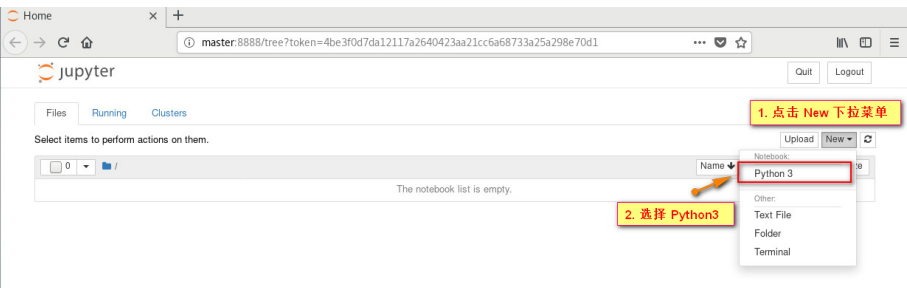 Home
master:8888/tree?token=4be3f0d7da12117a2640423aa21cc6a68733a25a298e70d1
jupyter
Quit
Logout
Files
Running
Clusters
1. 点击 New 下拉菜单
Select items to perform actions on them.
Upload
New
0
/
Name
Notebook:
Python 3
The notebook list is empty.
2. 选择 Python3
Other:
Text File
Folder
Terminal